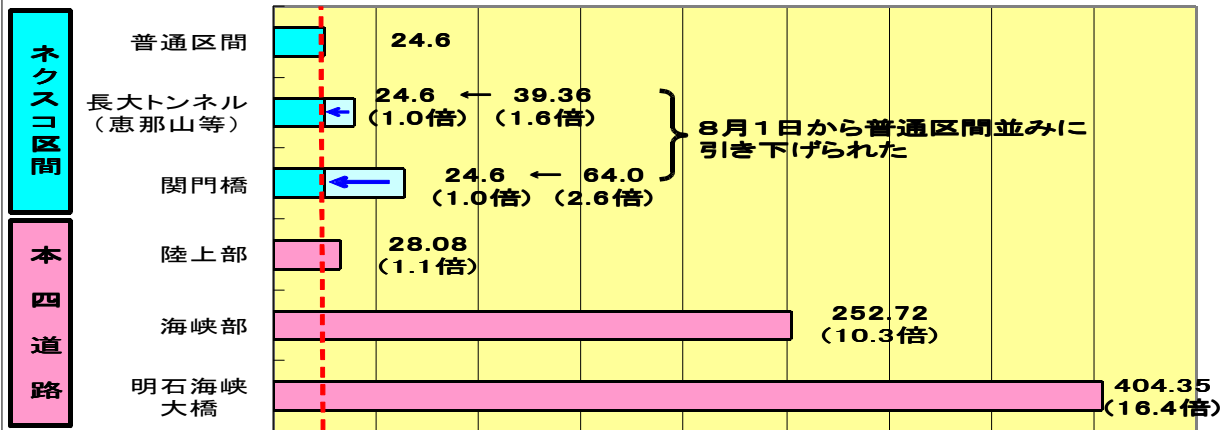 ネクスコ区間
普通区間
24.6
長大トンネル
（恵那山等）
24.6 ← 39.36
（1.0倍）（1.6倍）
関門橋
24.6 ← 64.0
（1.0倍）（2.6倍）
８月１日から普通区間並みに
引き下げられた
本四道路
陸上部
28.08
（1.1倍）
海峡部
252.72
（10.3倍）
明石海峡
大橋
404.35
（16.4倍）